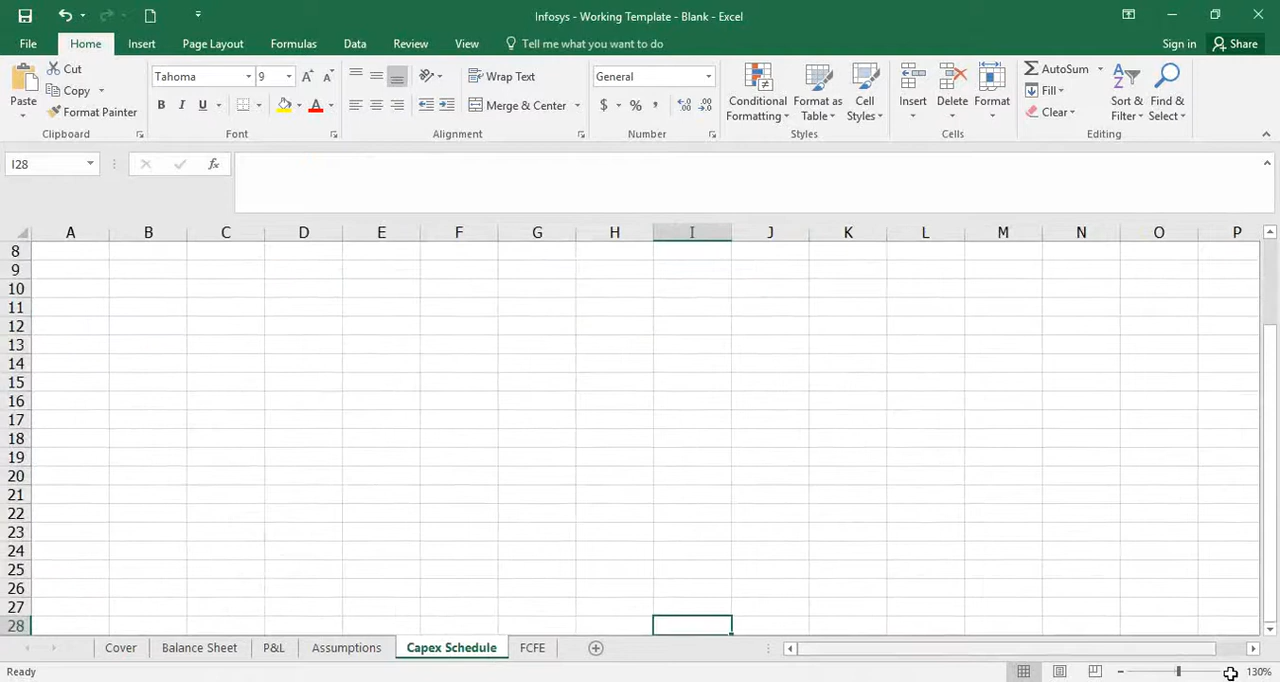 Infosys - Working Template - Blank - Excel
File Home Insert Page Layout Formulas Data Review View Tell me what you want to do Sign in Share
Paste
Cut
Copy
Format Painter
Clipboard
Tahoma 9
B I U
Font
Wrap Text
Merge & Center
Alignment
General
$ % ,
Number
Conditional Formatting
Format as Table
Cell Styles
Styles
Insert
Delete
Format
Cells
AutoSum
Fill
Clear
Sort & Filter
Find & Select
Editing
I28
fx
A B C D E F G H I J K L M N O P
8
9
10
11
12
13
14
15
16
17
18
19
20
21
22
23
24
25
26
27
28
Cover Balance Sheet P&L Assumptions Capex Schedule FCFE
Ready 130%